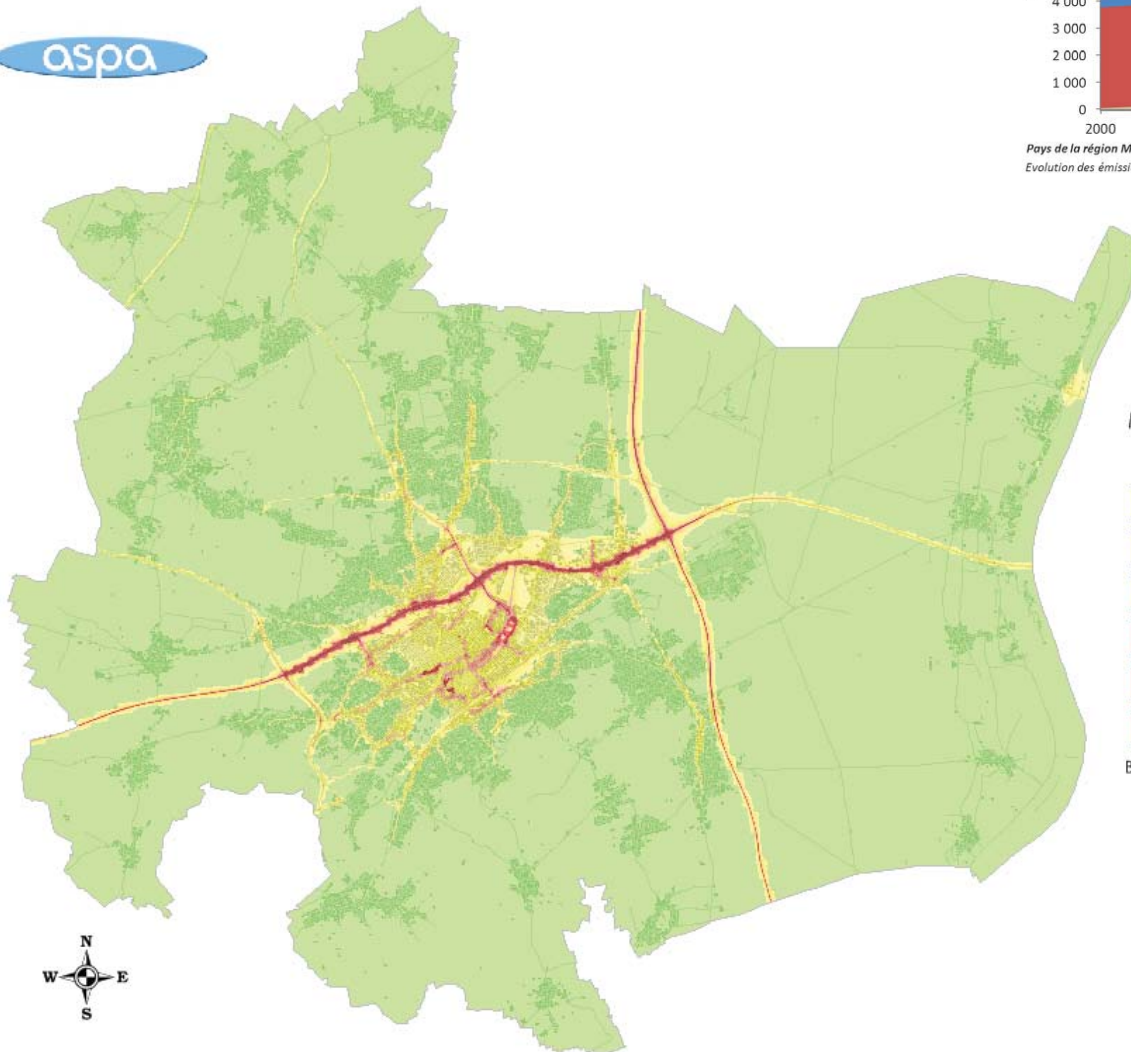 aspa
4 000
3 000
2 000
1 000
0
2000
Pays de la région M
Evolution des émissi
N
W E
S